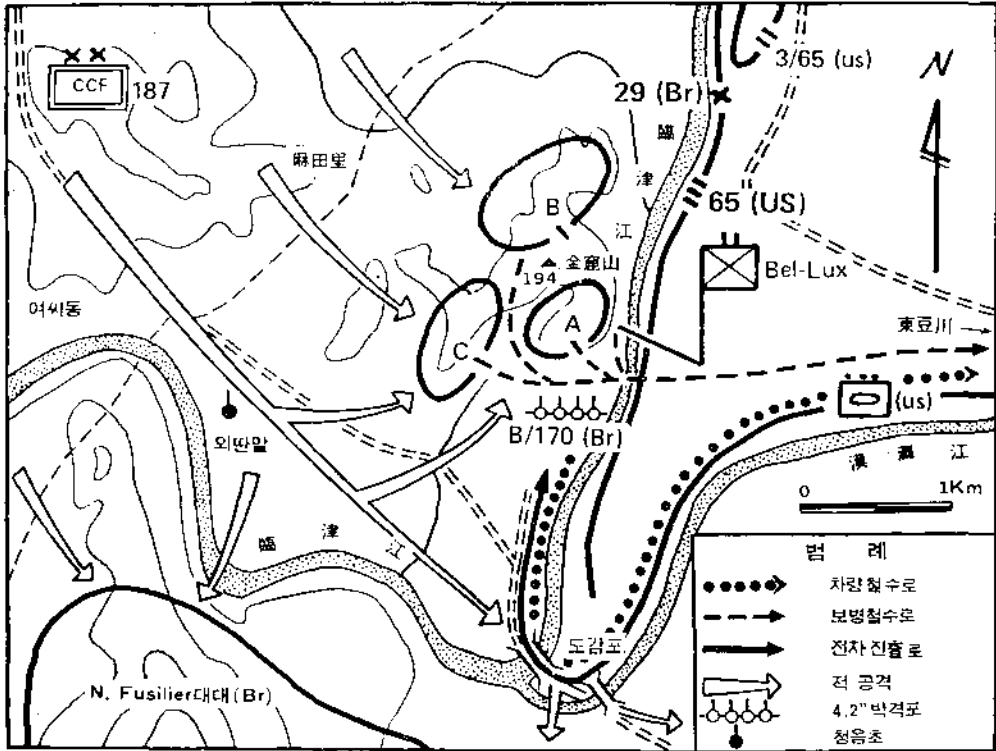 CCF
187
3/65 (us)
N
29 (Br)
臨
津
江
麻田里
B
65 (US)
金麓山
194
Bel-Lux
A
여씨동
東豆川
C
(us)
외딴말
B/170 (Br)
漢灘江
0 1Km
臨
津
江
범 례
차량철수로
보병철수로
전차진출로
적 공격
4.2"박격포
청음초
도감포
N. Fusilier대대(Br)